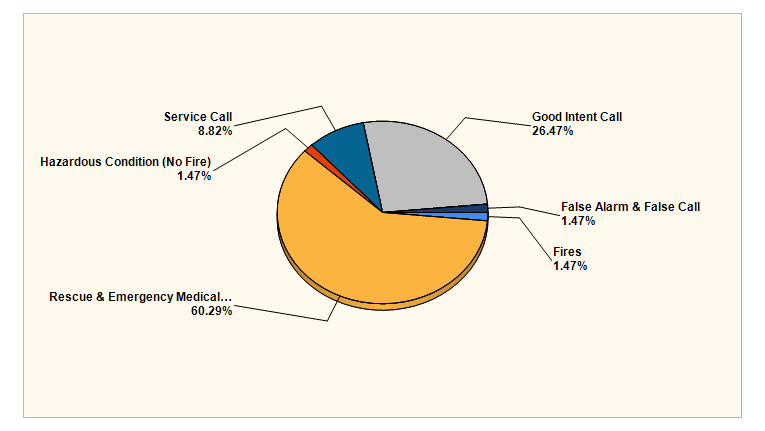 Service Call
8.82%
Good Intent Call
26.47%
Hazardous Condition (No Fire)
1.47%
False Alarm & False Call
1.47%
Fires
1.47%
Rescue & Emergency Medical...
60.29%